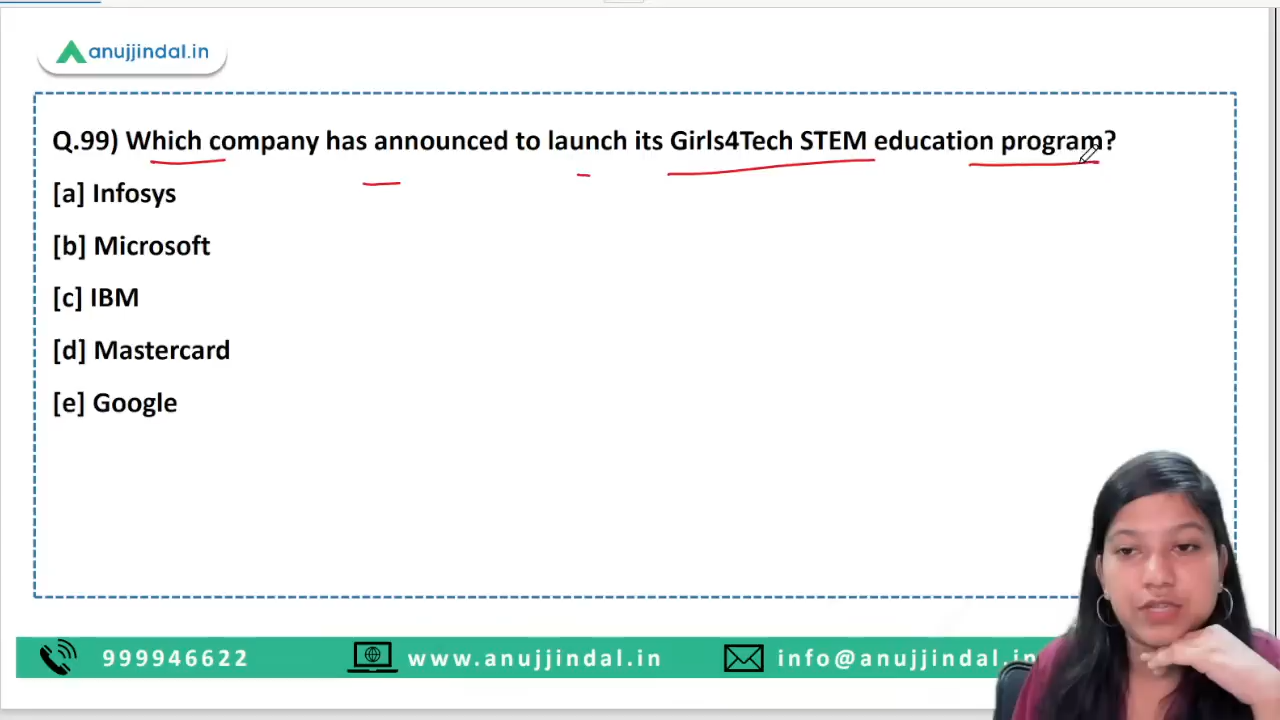 anujjindal.in
Q.99) Which company has announced to launch its Girls4Tech STEM education program?
[a] Infosys
[b] Microsoft
[c] IBM
[d] Mastercard
[e] Google
999946622 www.anujjindal.in info@anujjindal.in